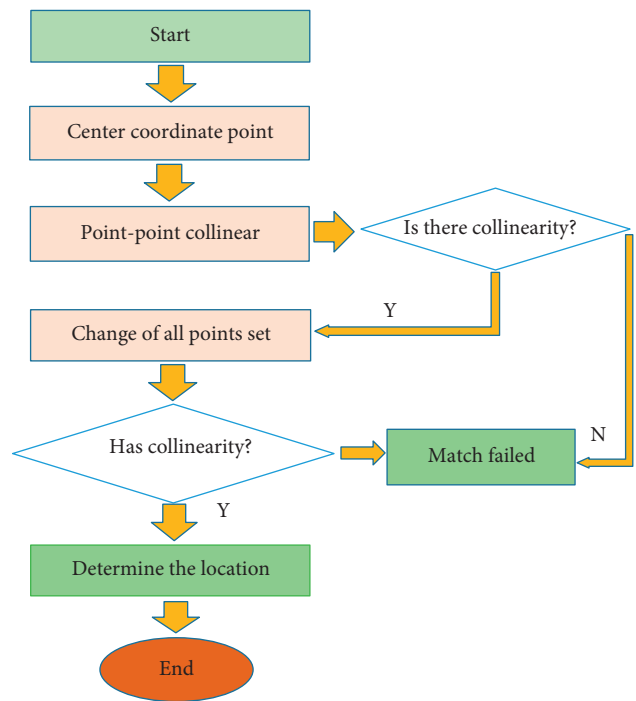 Start
Center coordinate point
Point-point collinear
Is there collinearity?
Y
Change of all points set
Has collinearity?
N
Match failed
Y
Determine the location
End